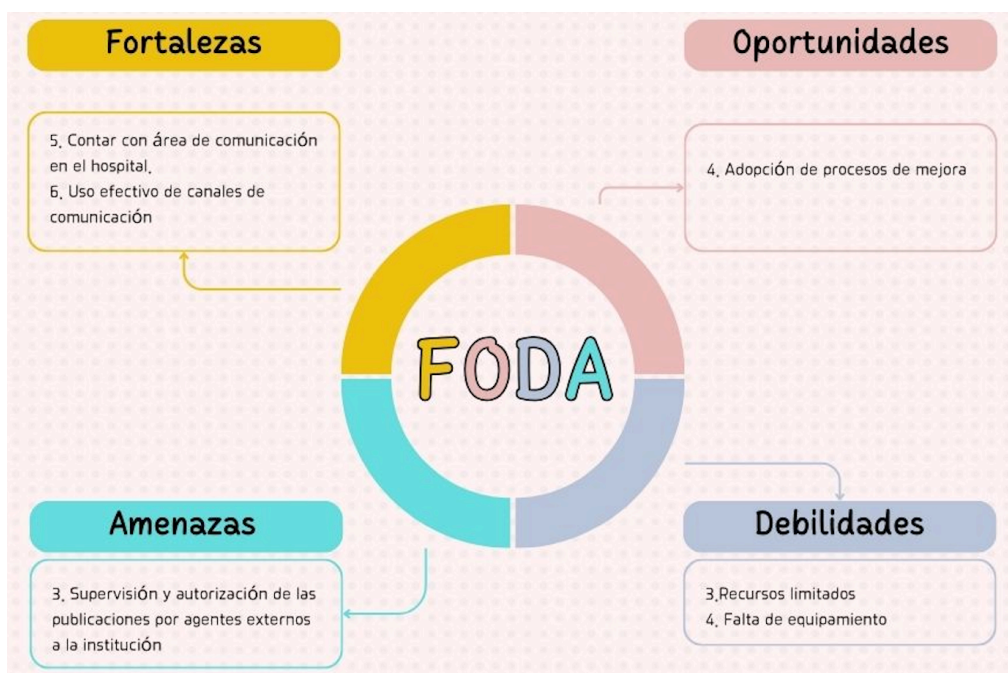 Fortalezas
5. Contar con área de comunicación
en el hospital.
6. Uso efectivo de canales de
comunicación
Oportunidades
4. Adopción de procesos de mejora
FODA
Amenazas
3. Supervisión y autorización de las
publicaciones por agentes externos
a la institución
Debilidades
3.Recursos limitados
4. Falta de equipamiento